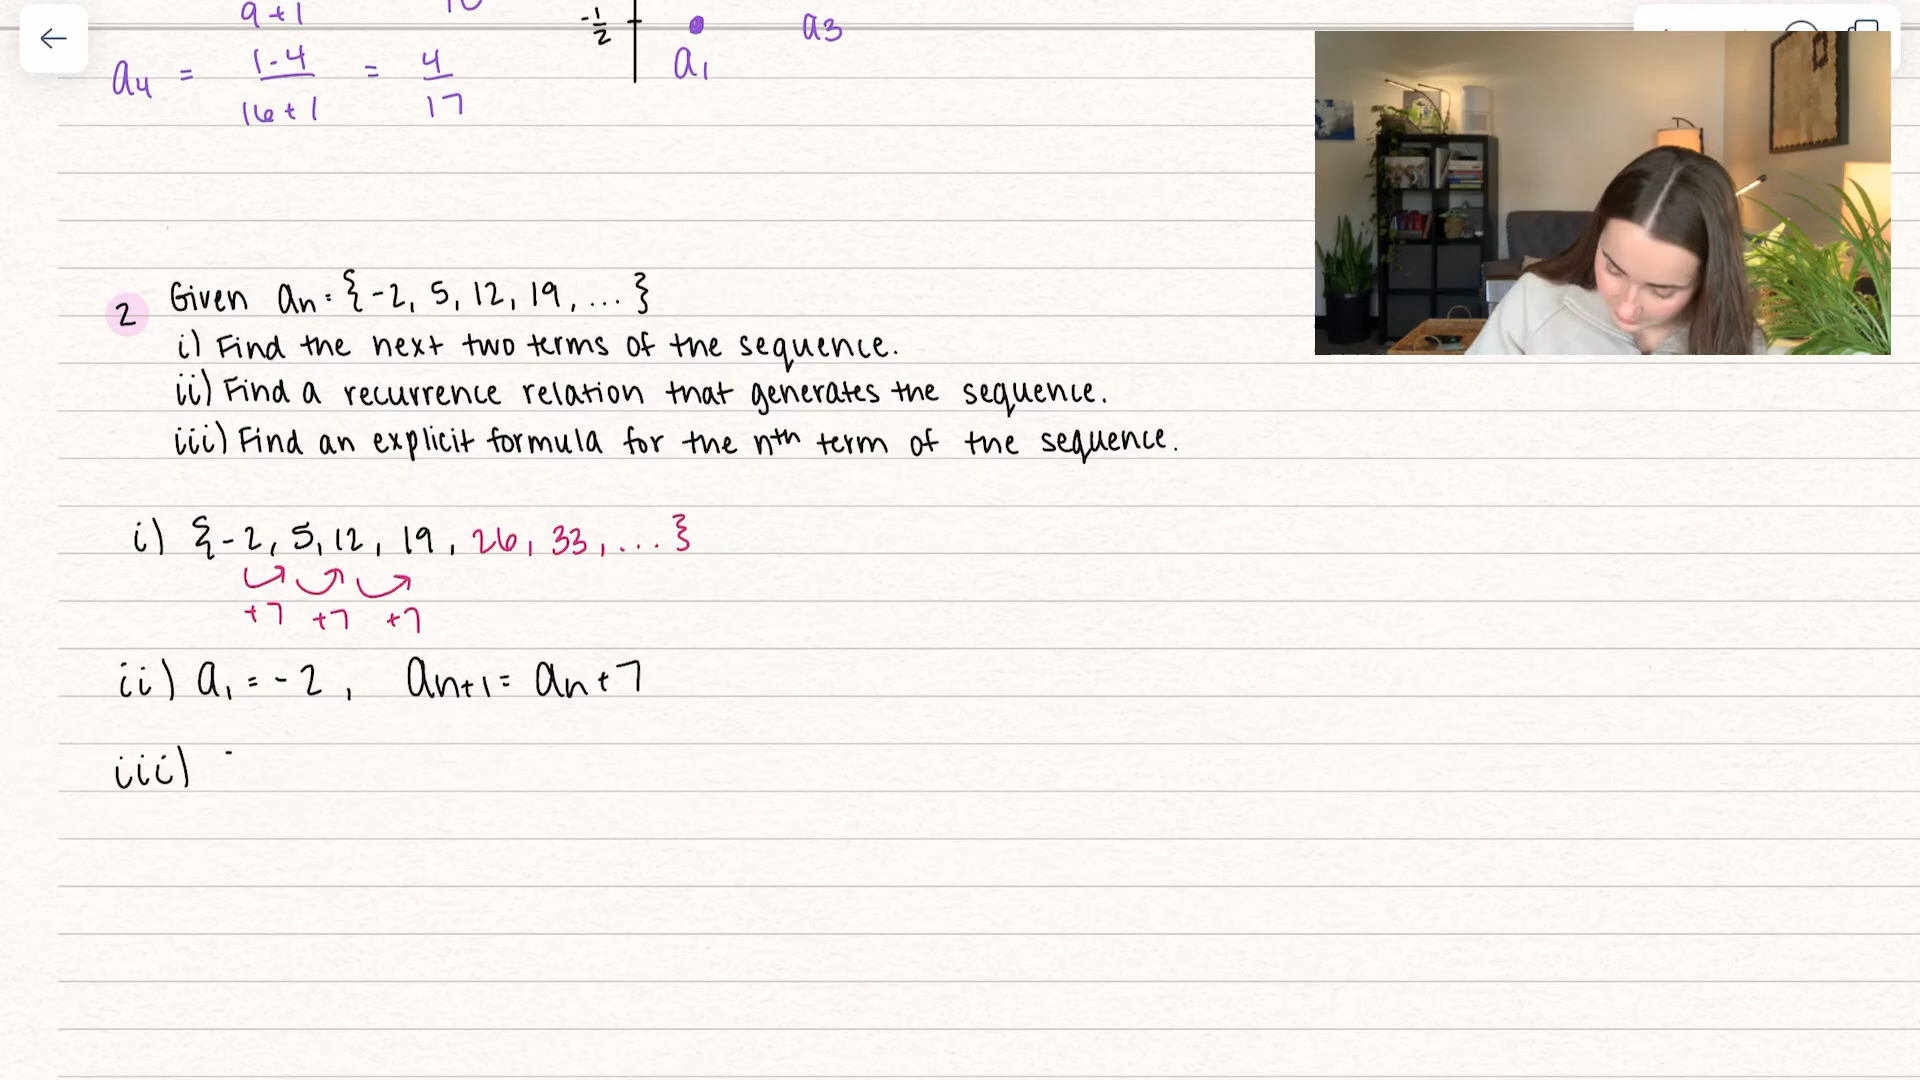 9+1 10
-1/2 a3
a4 = 1·4/16+1 = 4/17 a1
2 Given an = {-2, 5, 12, 19, ... }
i) Find the next two terms of the sequence.
ii) Find a recurrence relation that generates the sequence.
iii) Find an explicit formula for the nth term of the sequence.
i) {-2, 5, 12, 19, 26, 33, ... }
+7 +7 +7
ii) a1 = -2, an+1 = an+7
iii)